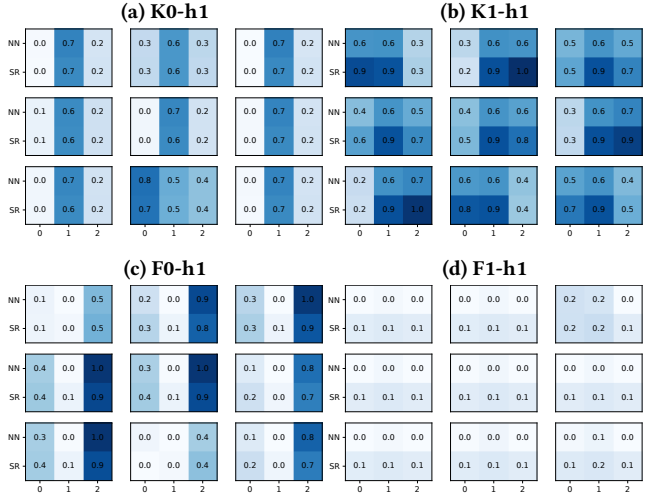 (a) K0-h1 (b) K1-h1
NN 0.0 0.7 0.2 0.3 0.6 0.3 0.0 0.7 0.2 NN 0.6 0.6 0.3 0.3 0.6 0.6 0.5 0.6 0.5
SR 0.0 0.7 0.2 0.3 0.6 0.3 0.0 0.7 0.2 SR 0.9 0.9 0.3 0.2 0.9 1.0 0.5 0.9 0.7
NN 0.1 0.6 0.2 0.0 0.7 0.2 0.0 0.7 0.2 NN 0.4 0.6 0.5 0.4 0.6 0.6 0.3 0.6 0.7
SR 0.1 0.6 0.2 0.0 0.6 0.2 0.0 0.6 0.2 SR 0.6 0.9 0.7 0.5 0.9 0.8 0.3 0.9 0.9
NN 0.0 0.7 0.2 0.8 0.5 0.4 0.0 0.7 0.2 NN 0.2 0.6 0.7 0.6 0.6 0.4 0.5 0.6 0.4
SR 0.0 0.6 0.2 0.7 0.5 0.4 0.0 0.7 0.2 SR 0.2 0.9 1.0 0.8 0.9 0.4 0.7 0.9 0.5
0 1 2 0 1 2 0 1 2 0 1 2 0 1 2 0 1 2
(c) F0-h1 (d) F1-h1
NN 0.1 0.0 0.5 0.2 0.0 0.9 0.3 0.0 1.0 NN 0.0 0.0 0.0 0.0 0.0 0.0 0.2 0.2 0.0
SR 0.1 0.0 0.5 0.3 0.1 0.8 0.3 0.1 0.9 SR 0.1 0.1 0.1 0.1 0.1 0.1 0.2 0.2 0.1
NN 0.4 0.0 1.0 0.3 0.0 1.0 0.1 0.0 0.8 NN 0.0 0.0 0.0 0.0 0.0 0.0 0.0 0.0 0.0
SR 0.4 0.1 0.9 0.4 0.1 0.9 0.2 0.0 0.7 SR 0.1 0.1 0.1 0.1 0.1 0.1 0.1 0.1 0.1
NN 0.3 0.0 1.0 0.0 0.0 0.4 0.1 0.0 0.8 NN 0.0 0.0 0.0 0.0 0.0 0.0 0.0 0.1 0.0
SR 0.4 0.1 0.9 0.0 0.0 0.4 0.2 0.0 0.7 SR 0.1 0.1 0.1 0.1 0.1 0.1 0.1 0.1 0.1
0 1 2 0 1 2 0 1 2 0 1 2 0 1 2 0 1 2